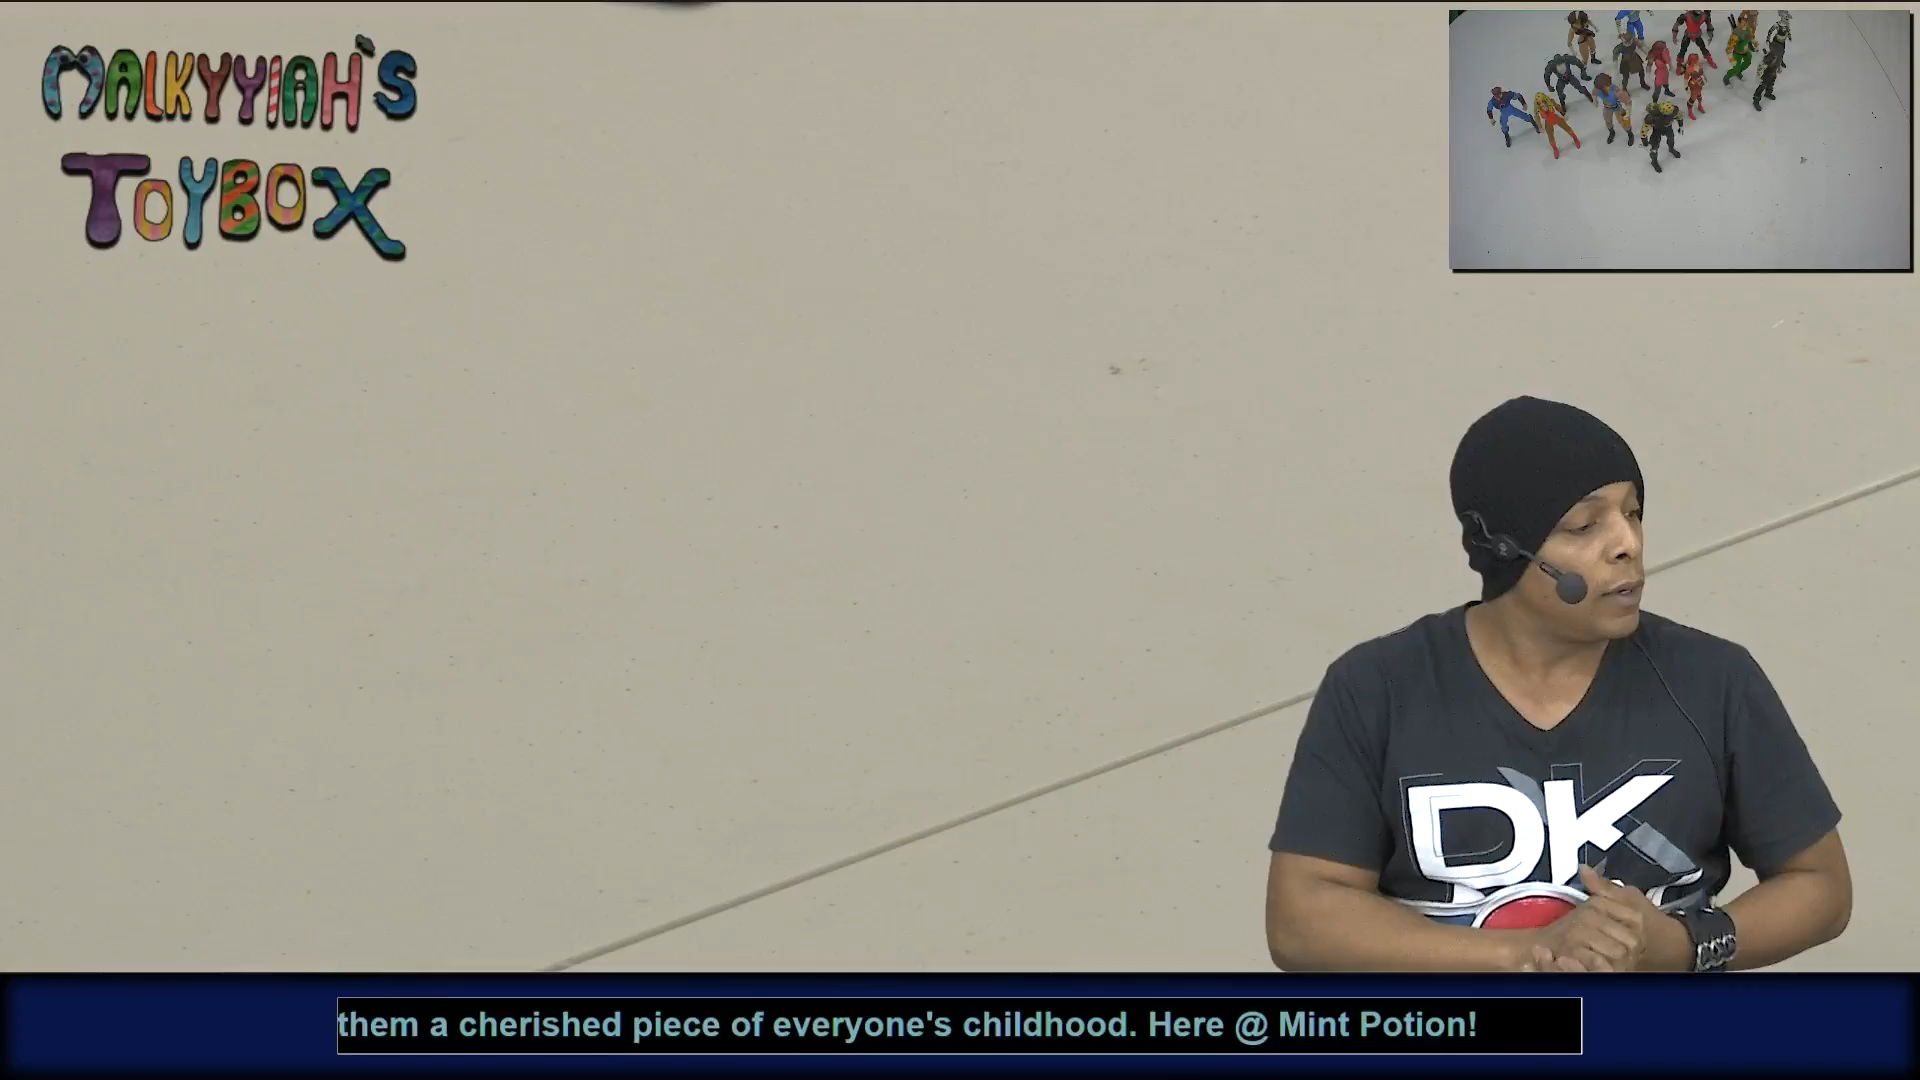 MALKYYIAH'S
TOYBOX
DK
them a cherished piece of everyone's childhood. Here @ Mint Potion!